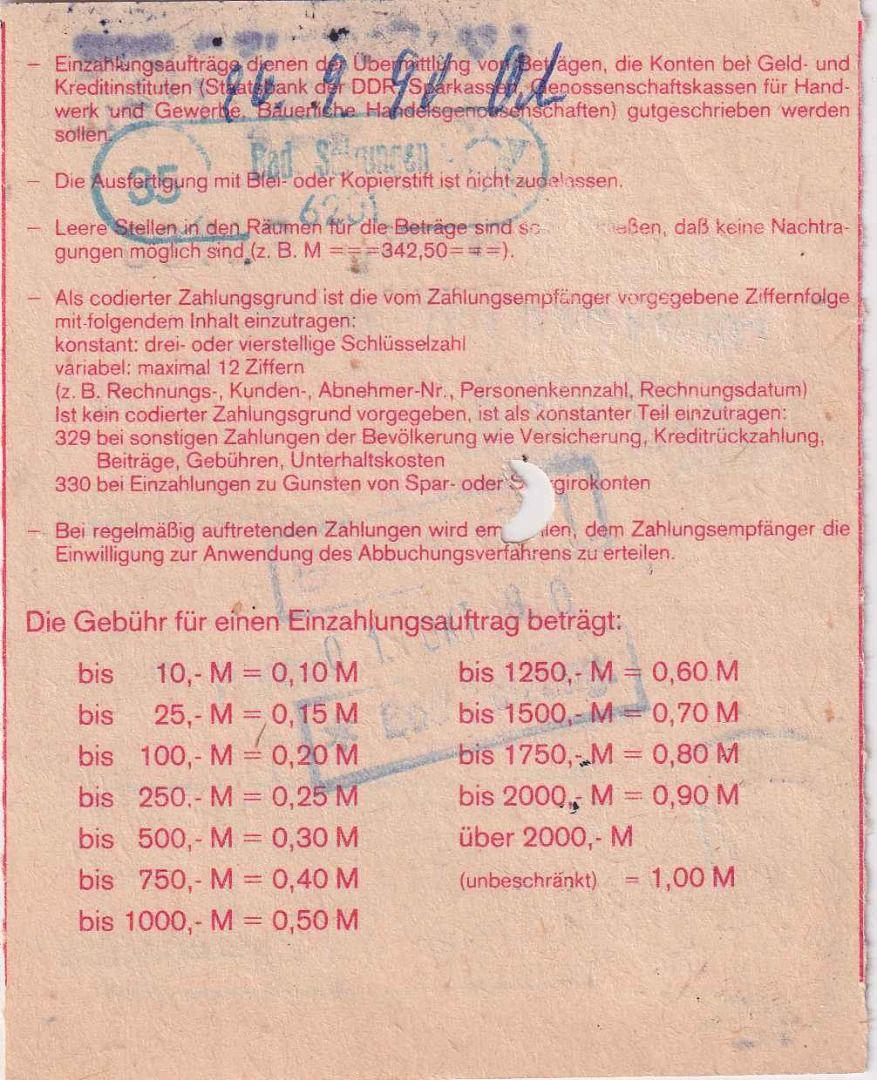 – Einzahlungsaufträge dienen der Übermittlung von Beträgen, die Konten bei Geld- und
Kreditinstituten (Staatsbank der DDR, Sparkassen, Genossenschaftskassen für Hand-
werk und Gewerbe, Bäuerliche Handelsgenossenschaften) gutgeschrieben werden
sollen.
35 Bad Salzungen
6201
– Die Ausfertigung mit Blei- oder Kopierstift ist nicht zugelassen.
– Leere Stellen in den Räumen für die Beträge sind so ßen, daß keine Nachtra-
gungen möglich sind (z. B. M ===342,50===).
– Als codierter Zahlungsgrund ist die vom Zahlungsempfänger vorgegebene Ziffernfolge
mit folgendem Inhalt einzutragen:
konstant: drei- oder vierstellige Schlüsselzahl
variabel: maximal 12 Ziffern
(z. B. Rechnungs-, Kunden-, Abnehmer-Nr., Personenkennzahl, Rechnungsdatum)
Ist kein codierter Zahlungsgrund vorgegeben, ist als konstanter Teil einzutragen:
329 bei sonstigen Zahlungen der Bevölkerung wie Versicherung, Kreditrückzahlung,
Beiträge, Gebühren, Unterhaltskosten
330 bei Einzahlungen zu Gunsten von Spar- oder girokonten
– Bei regelmäßig auftretenden Zahlungen wird em len, dem Zahlungsempfänger die
Einwilligung zur Anwendung des Abbuchungsverfahrens zu erteilen.
Die Gebühr für einen Einzahlungsauftrag beträgt:
bis 10,- M = 0,10 M
bis 25,- M = 0,15 M
bis 100,- M = 0,20 M
bis 250,- M = 0,25 M
bis 500,- M = 0,30 M
bis 750,- M = 0,40 M
bis 1000,- M = 0,50 M
bis 1250,- M = 0,60 M
bis 1500,- M = 0,70 M
bis 1750,- M = 0,80 M
bis 2000,- M = 0,90 M
über 2000,- M
(unbeschränkt) = 1,00 M